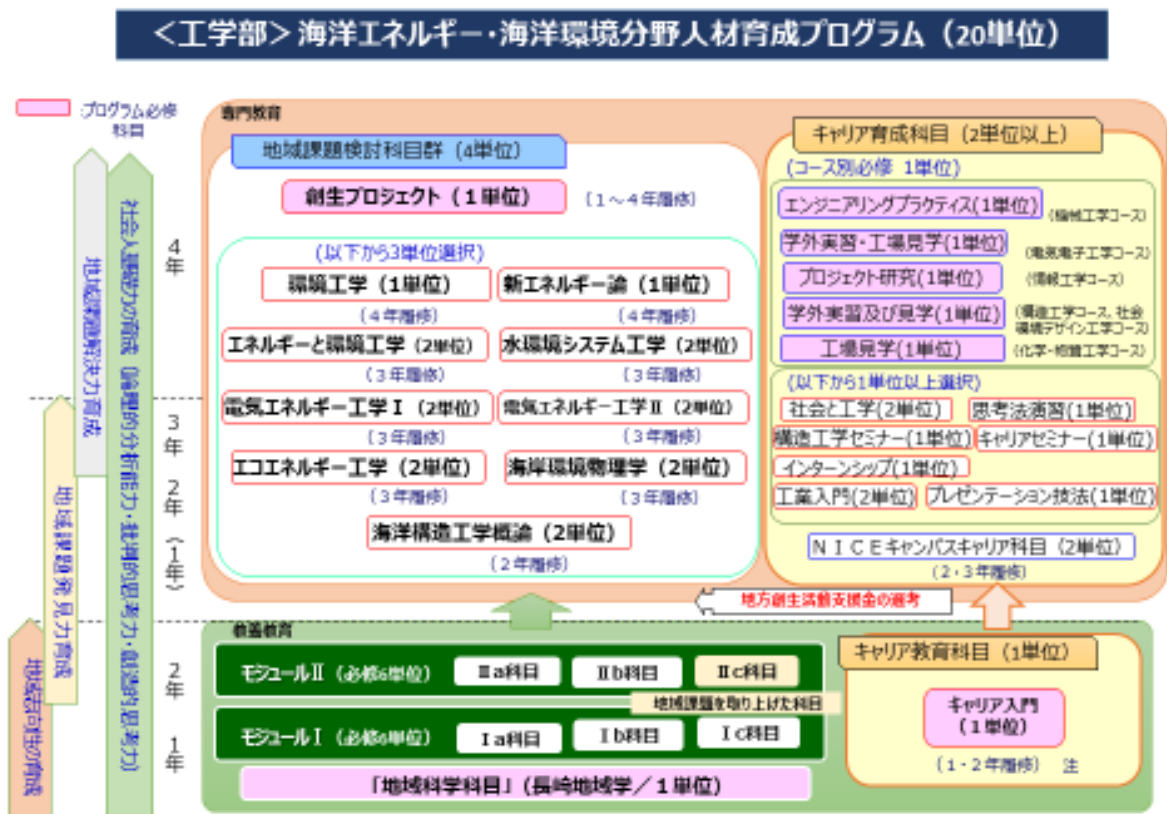 ＜工学部＞海洋エネルギー・海洋環境分野人材育成プログラム（20単位）
プログラム必修
科目
専門教育
地域課題検討科目群（4単位）
創生プロジェクト（１単位）
（１～４年履修）
（以下から3単位選択）
環境工学（1単位）
新エネルギー論（1単位）
（４年履修）
（４年履修）
エネルギーと環境工学（2単位）
水環境システム工学（2単位）
（３年履修）
（３年履修）
電気エネルギー工学Ⅰ（2単位）
電気エネルギー工学Ⅱ（2単位）
（３年履修）
（３年履修）
エコエネルギー工学（2単位）
海岸環境物理学（2単位）
（３年履修）
（３年履修）
海洋構造工学概論（2単位）
（２年履修）
キャリア育成科目（2単位以上）
（コース別必修 1単位）
エンジニアリングプラクティス(1単位)
（機械工学コース）
学外実習・工場見学(1単位)
（電気電子工学コース）
プロジェクト研究(1単位)
（情報工学コース）
学外実習及び見学(1単位)
（構造工学コース、社会
環境デザイン工学コース）
工場見学(1単位)
（化学・物質工学コース）
（以下から1単位以上選択）
社会と工学(2単位)
思考法演習(1単位)
構造工学セミナー(1単位)
キャリアセミナー(1単位)
インターンシップ(1単位)
工業入門(2単位)
プレゼンテーション技法(1単位)
ＮＩＣＥキャンパスキャリア科目（2単位）
（２・３年履修）
地方創生活動支援金の選考
教養教育
モジュールⅡ（必修6単位）
Ⅱa科目
Ⅱb科目
Ⅱc科目
地域課題を取り上げた科目
モジュールⅠ（必修6単位）
Ⅰa科目
Ⅰb科目
Ⅰc科目
「地域科学科目」（長崎地域学／１単位）
キャリア教育科目（1単位）
キャリア入門
（１単位）
（１・２年履修）　注
4年
3年
2年
（1年）
2年
1年
地域課題解決力育成
社会人基礎力の育成（論理的分析能力・批判的思考力・創造的思考力）
地域課題発見力育成
地域志向性の育成